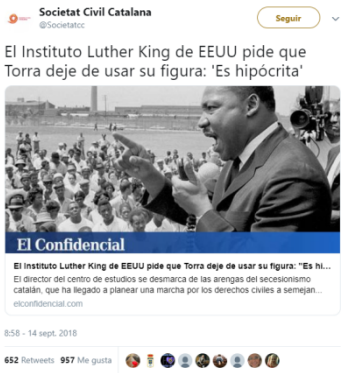 Societat Civil Catalana
@Societatcc
Seguir
El Instituto Luther King de EEUU pide que
Torra deje de usar su figura: 'Es hipócrita'
El Confidencial
El Instituto Luther King de EEUU pide que Torra deje de usar su figura: "Es hi...
El director del centro de estudios se desmarca de las arengas del secesionismo
catalán, que ha llegado a planear una marcha por los derechos civiles a semejan...
elconfidencial.com
8:58 - 14 sept. 2018
652 Retweets 957 Me gusta